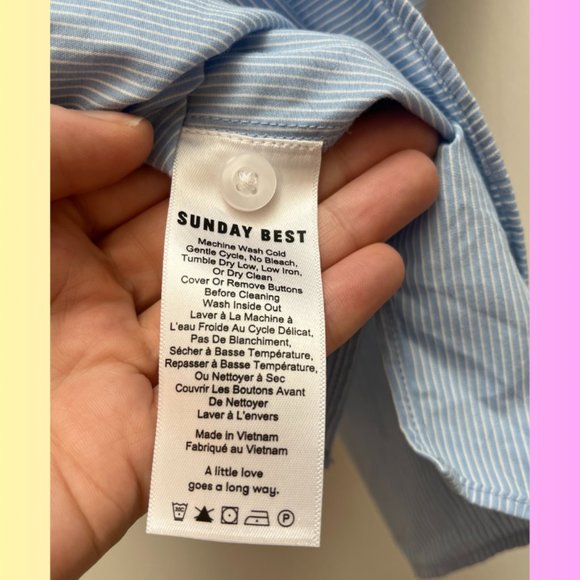 SUNDAY BEST
Machine Wash Cold
Gentle Cycle, No Bleach,
Tumble Dry Low, Low Iron,
Or Dry Clean
Cover Or Remove Buttons
Before Cleaning
Wash Inside Out
Laver à La Machine à
L'eau Froide Au Cycle Délicat,
Pas De Blanchiment,
Sécher à Basse Température,
Repasser à Basse Température,
Ou Nettoyer à Sec
Couvrir Les Boutons Avant
De Nettoyer
Laver à L'envers
Made in Vietnam
Fabriqué au Vietnam
A little love
goes a long way.
30C P